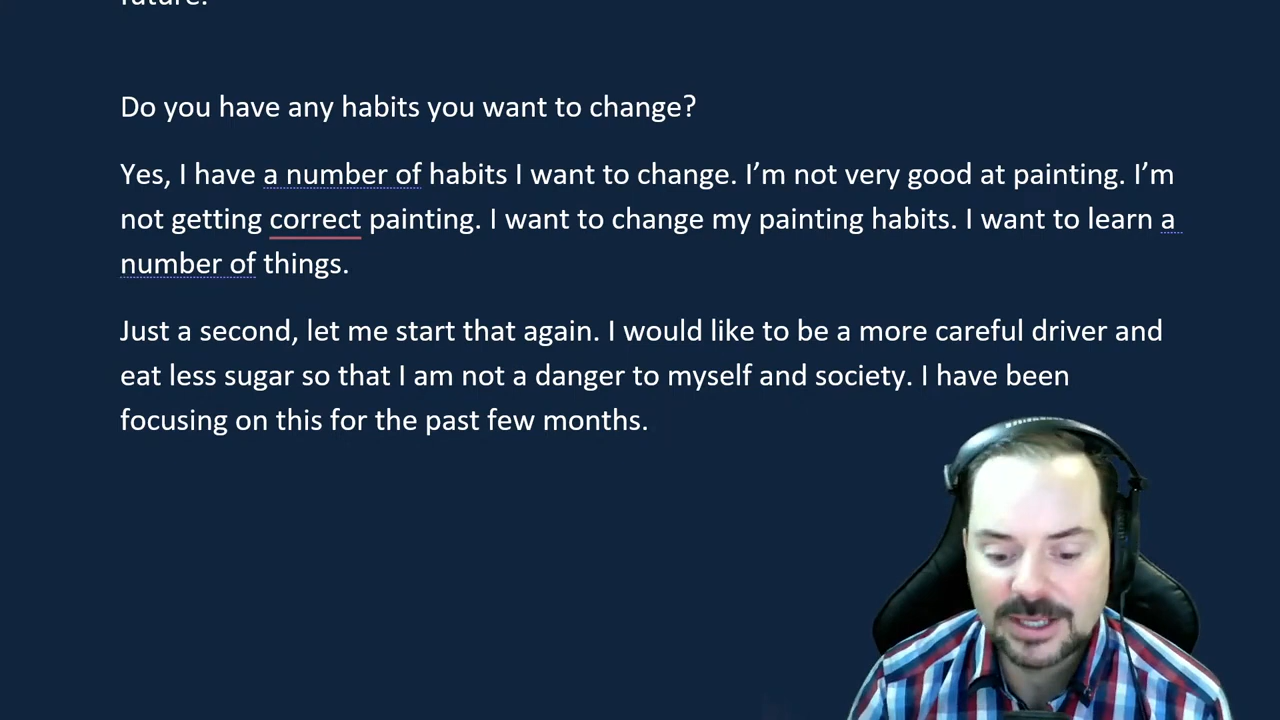 future.
Do you have any habits you want to change?
Yes, I have a number of habits I want to change. I’m not very good at painting. I’m
not getting correct painting. I want to change my painting habits. I want to learn a
number of things.
Just a second, let me start that again. I would like to be a more careful driver and
eat less sugar so that I am not a danger to myself and society. I have been
focusing on this for the past few months.